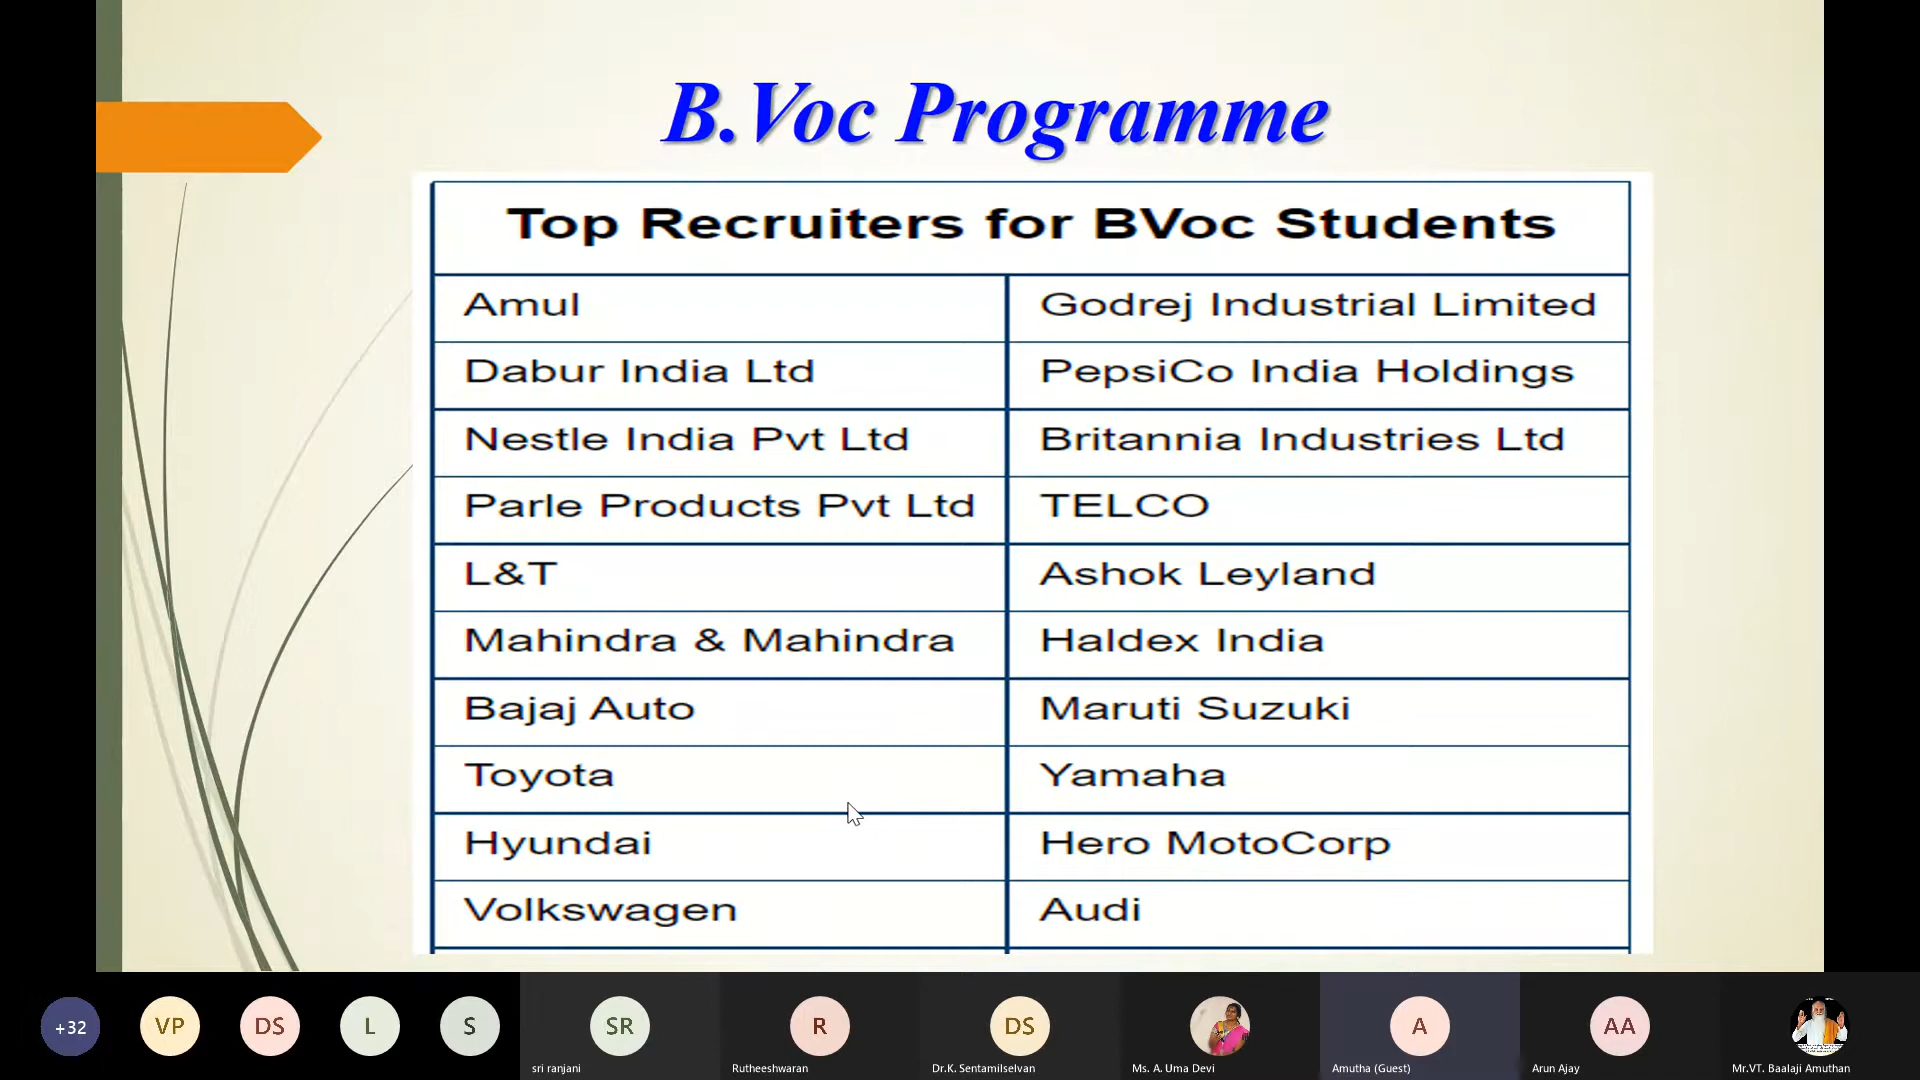 B.Voc Programme
Top Recruiters for BVoc Students
Amul Godrej Industrial Limited
Dabur India Ltd PepsiCo India Holdings
Nestle India Pvt Ltd Britannia Industries Ltd
Parle Products Pvt Ltd TELCO
L&T Ashok Leyland
Mahindra & Mahindra Haldex India
Bajaj Auto Maruti Suzuki
Toyota Yamaha
Hyundai Hero MotoCorp
Volkswagen Audi
+32 VP DS L S SR R DS A AA
sri ranjani Rutheeshwaran Dr.K. Sentamilselvan Ms. A. Uma Devi Amutha (Guest) Arun Ajay Mr.VT. Baalaji Amuthan